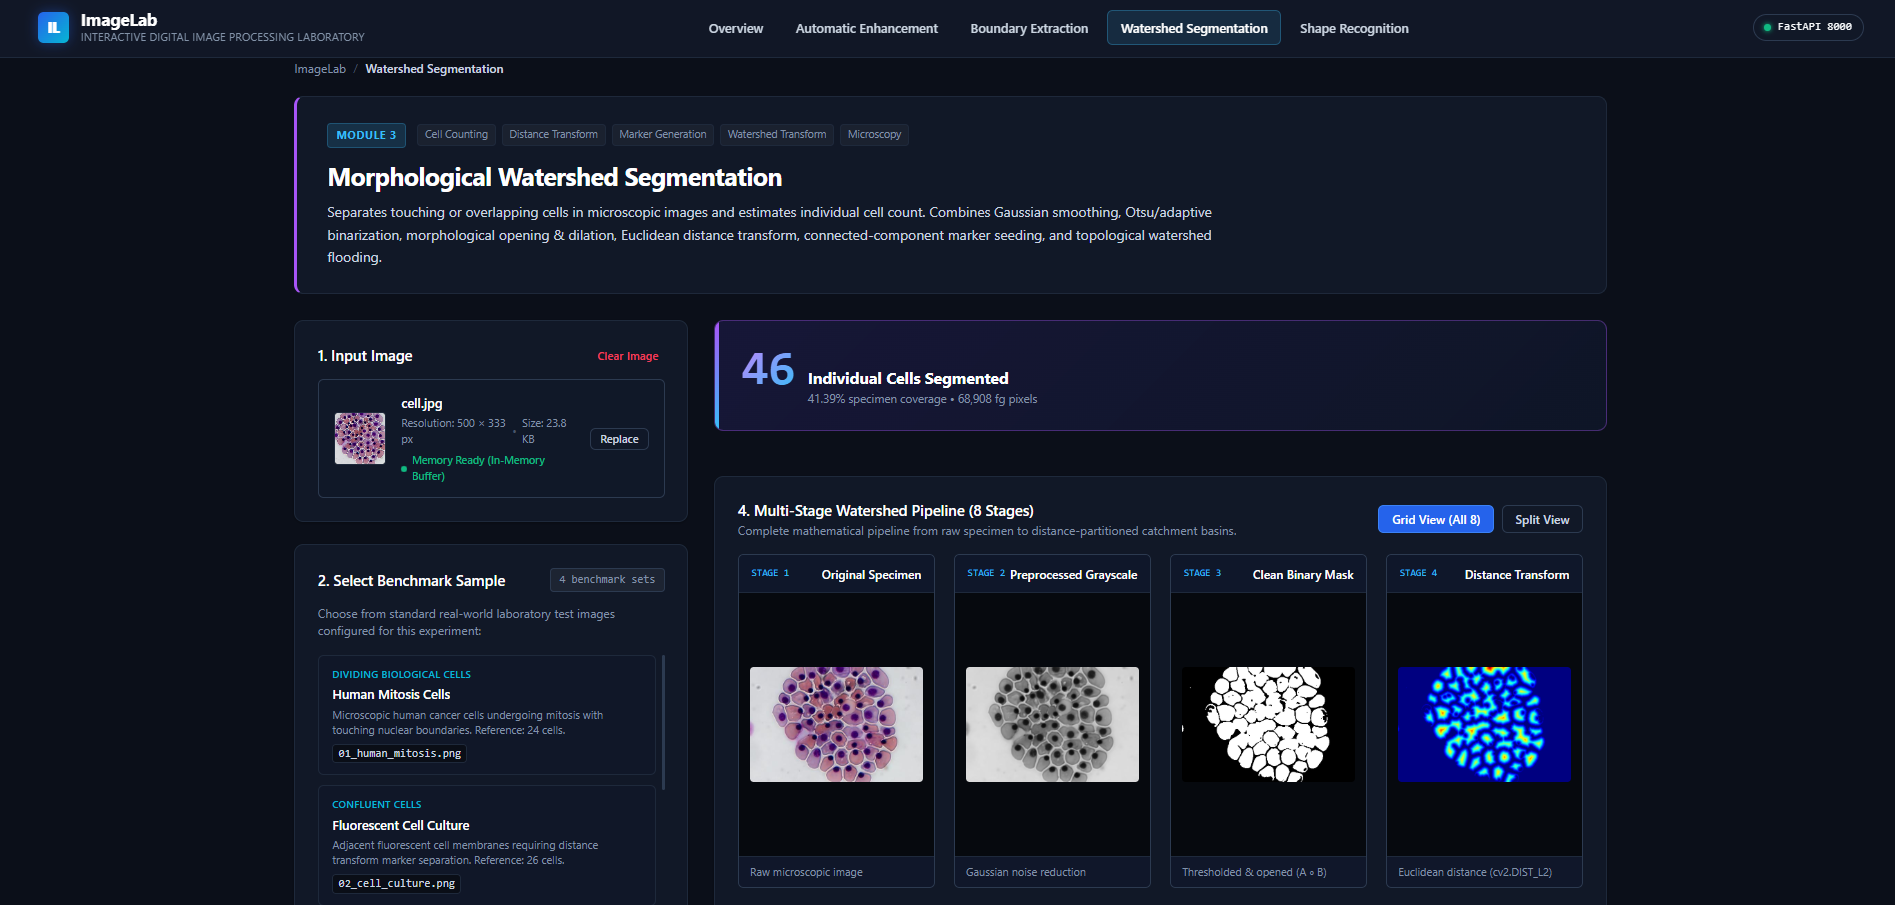 IL
ImageLab
INTERACTIVE DIGITAL IMAGE PROCESSING LABORATORY
Overview
Automatic Enhancement
Boundary Extraction
Watershed Segmentation
Shape Recognition
FastAPI 8000
ImageLab / Watershed Segmentation
MODULE 3
Cell Counting
Distance Transform
Marker Generation
Watershed Transform
Microscopy
Morphological Watershed Segmentation
Separates touching or overlapping cells in microscopic images and estimates individual cell count. Combines Gaussian smoothing, Otsu/adaptive
binarization, morphological opening & dilation, Euclidean distance transform, connected-component marker seeding, and topological watershed
flooding.
1. Input Image
Clear Image
cell.jpg
Resolution: 500 × 333
px
• Size: 23.8
KB
Memory Ready (In-Memory
Buffer)
Replace
2. Select Benchmark Sample
4 benchmark sets
Choose from standard real-world laboratory test images
configured for this experiment:
DIVIDING BIOLOGICAL CELLS
Human Mitosis Cells
Microscopic human cancer cells undergoing mitosis with
touching nuclear boundaries. Reference: 24 cells.
01_human_mitosis.png
CONFLUENT CELLS
Fluorescent Cell Culture
Adjacent fluorescent cell membranes requiring distance
transform marker separation. Reference: 26 cells.
02_cell_culture.png
46
Individual Cells Segmented
41.39% specimen coverage • 68,908 fg pixels
4. Multi-Stage Watershed Pipeline (8 Stages)
Complete mathematical pipeline from raw specimen to distance-partitioned catchment basins.
Grid View (All 8)
Split View
STAGE 1
Original Specimen
Raw microscopic image
STAGE 2
Preprocessed Grayscale
Gaussian noise reduction
STAGE 3
Clean Binary Mask
Thresholded & opened (A ∘ B)
STAGE 4
Distance Transform
Euclidean distance (cv2.DIST_L2)